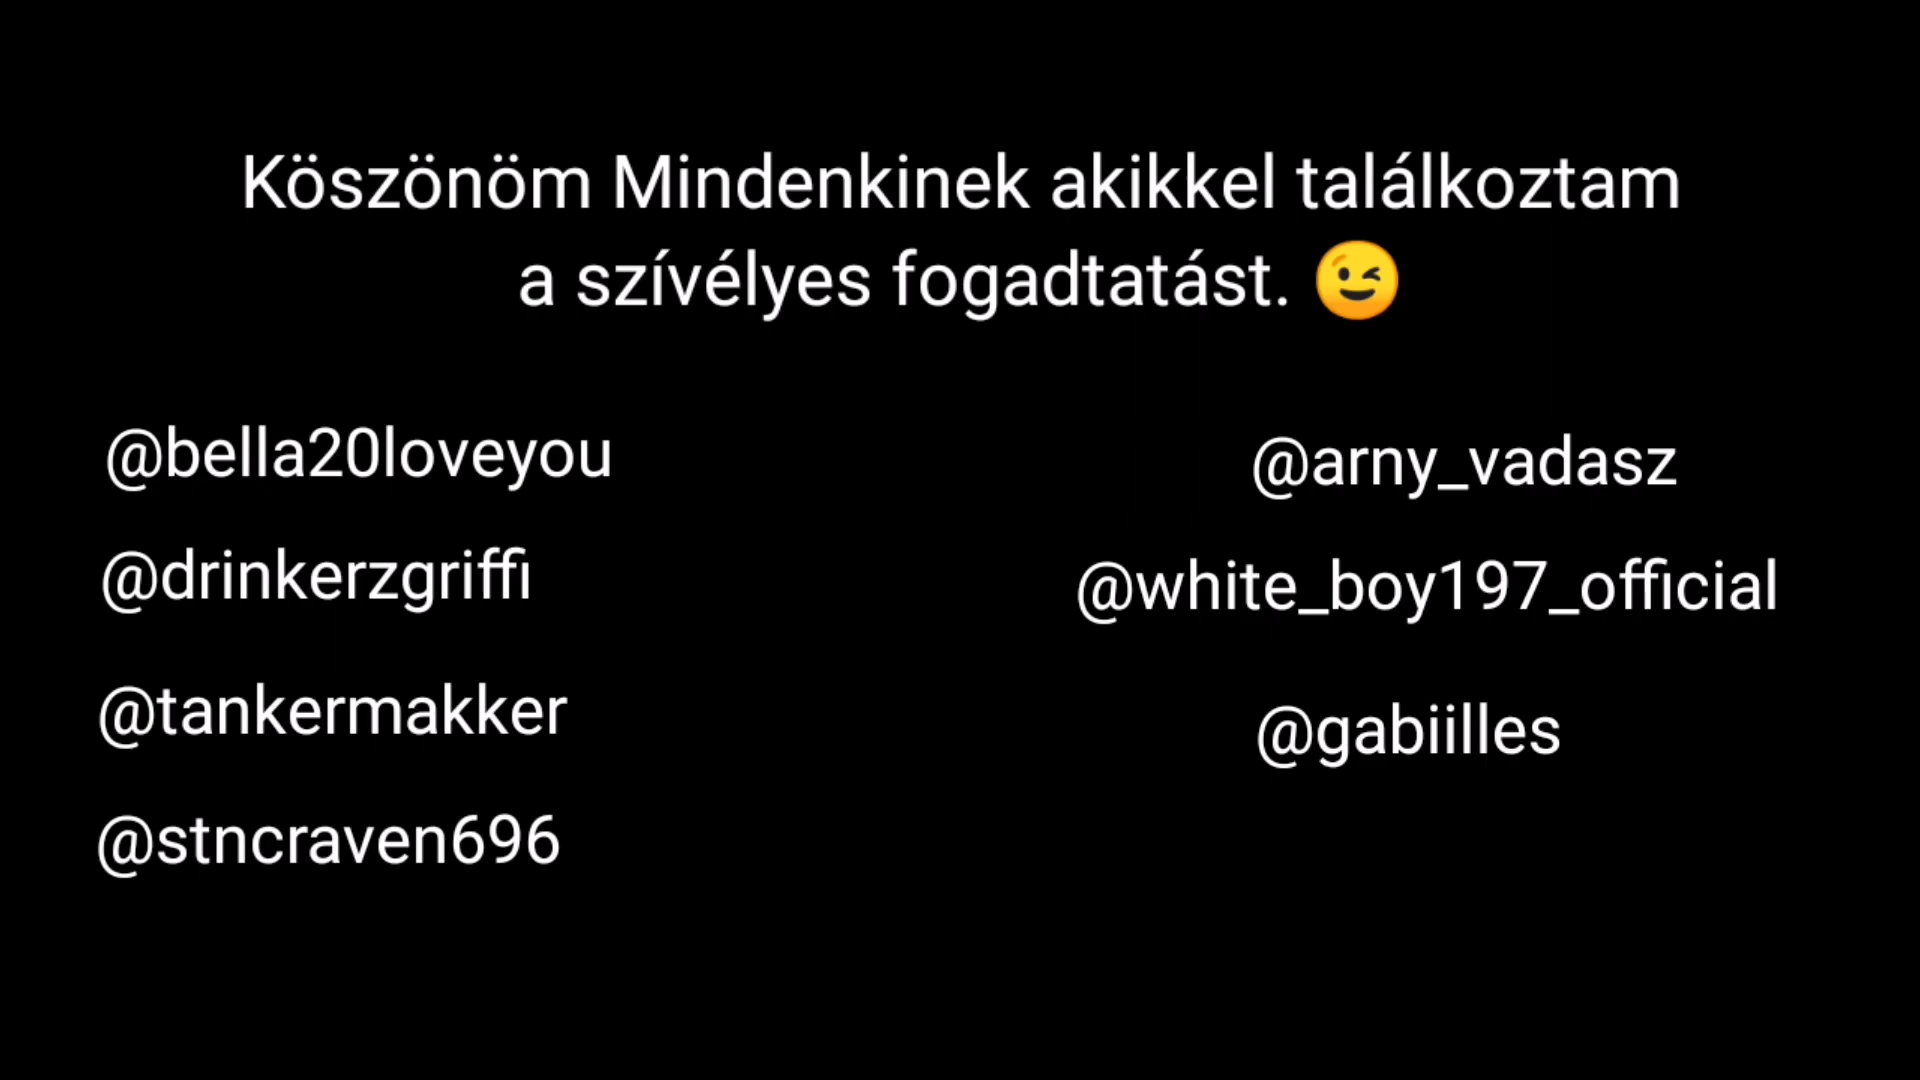 Köszönöm Mindenkinek akikkel találkoztam
a szívélyes fogadtatást. 😉
@bella20loveyou
@drinkerzgriffi
@tankermakker
@stncraven696
@arny_vadasz
@white_boy197_official
@gabiilles